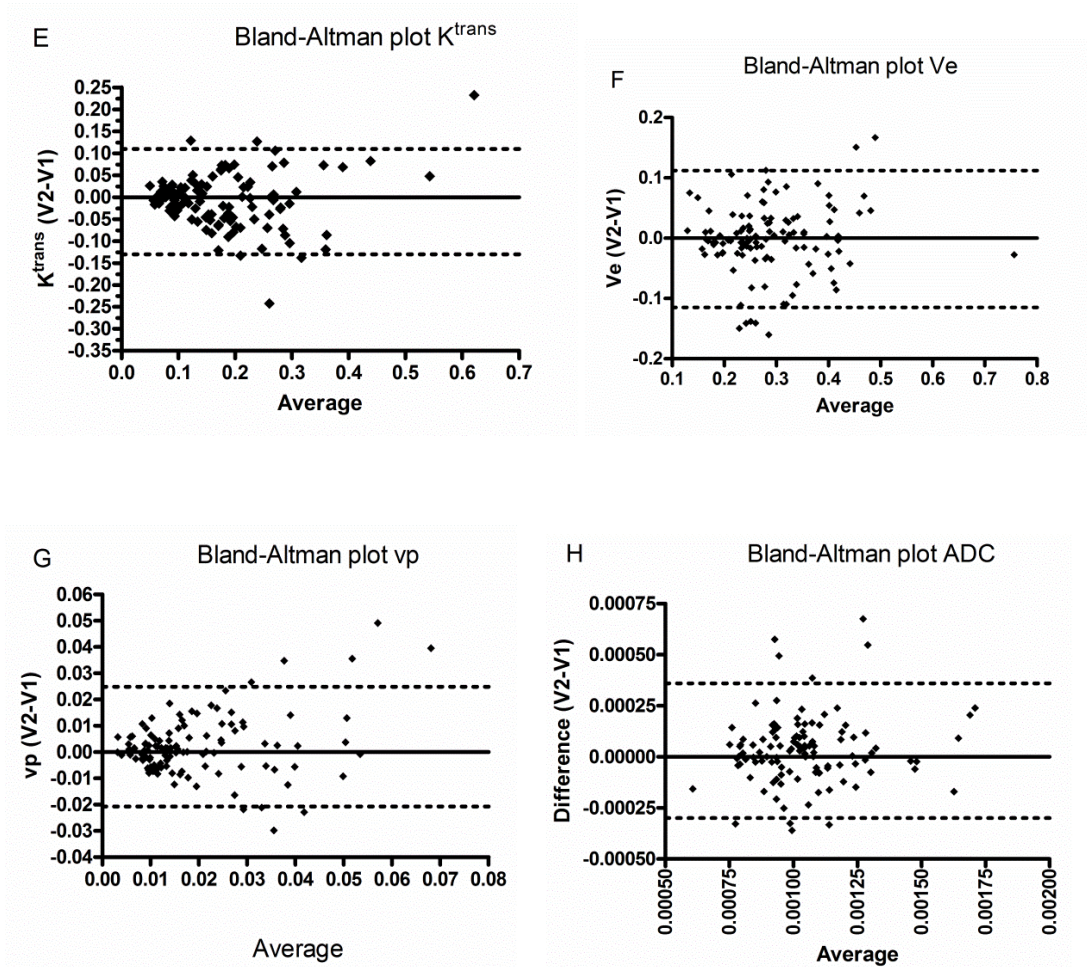 E
Bland-Altman plot K^trans
K^trans (V2-V1)
0.25
0.20
0.15
0.10
0.05
0.00
-0.05
-0.10
-0.15
-0.20
-0.25
-0.30
-0.35
0.0 0.1 0.2 0.3 0.4 0.5 0.6 0.7
Average
F
Bland-Altman plot Ve
Ve (V2-V1)
0.2
0.1
0.0
-0.1
-0.2
0.1 0.2 0.3 0.4 0.5 0.6 0.7 0.8
Average
G
Bland-Altman plot vp
vp (V2-V1)
0.06
0.05
0.04
0.03
0.02
0.01
0.00
-0.01
-0.02
-0.03
-0.04
0.00 0.01 0.02 0.03 0.04 0.05 0.06 0.07 0.08
Average
H
Bland-Altman plot ADC
Difference (V2-V1)
0.00075
0.00050
0.00025
0.00000
-0.00025
-0.00050
0.00050 0.00075 0.00100 0.00125 0.00150 0.00175 0.00200
Average